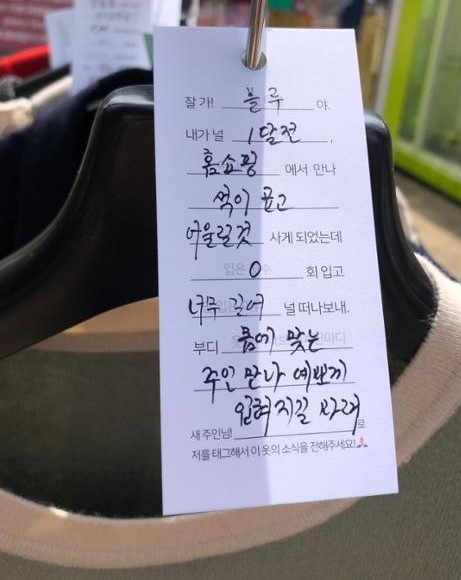 잘 가! 블루 야.
내가 널 1달전,
홈쇼핑 에서 만나
색이 곱고
어울릴것 사게 되었는데
0 회 입고
너무 길어 널 떠나보내.
부디 몸에 맞는
주인 만나 예쁘게
입혀지길 바래
새 주인님! 로
저를 태그해서 이 옷의 소식을 전해주세요!